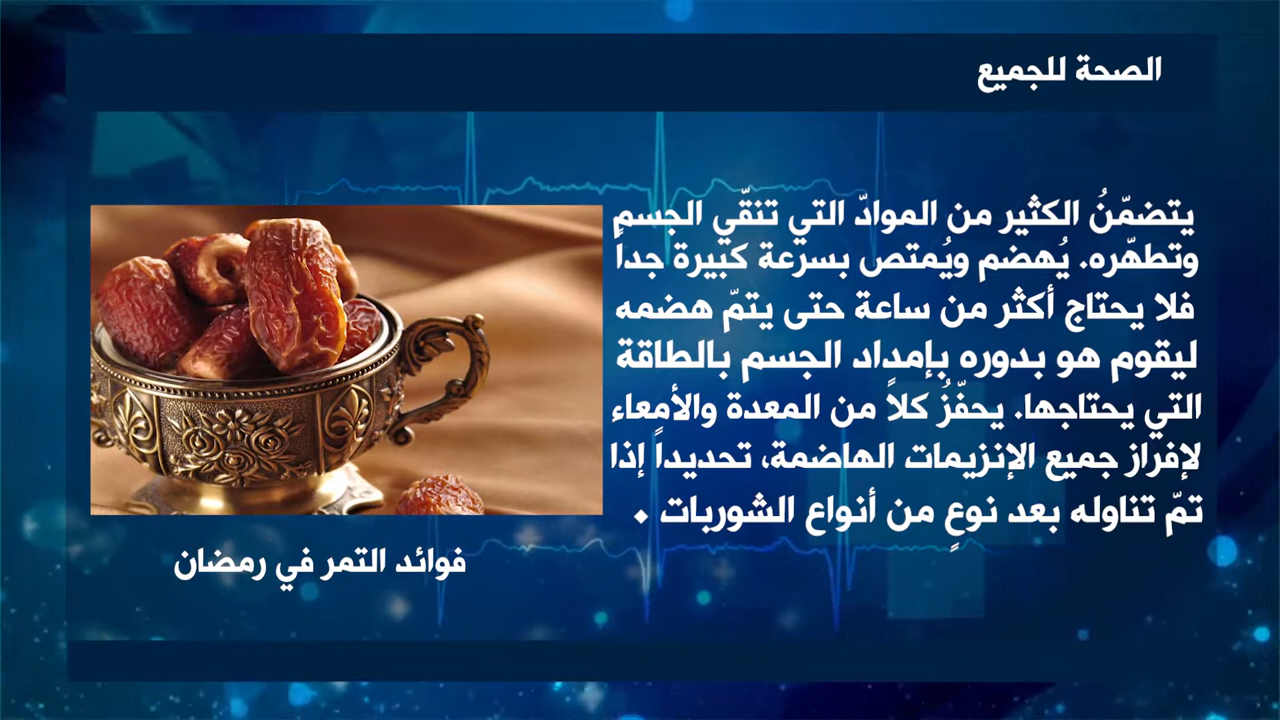 الصحة للجميع
يتضمّنُ الكثير من الموادّ التي تنقّي الجسم
وتطهّره. يُهضم ويُمتص بسرعة كبيرة جداً
فلا يحتاج أكثر من ساعة حتى يتمّ هضمه
ليقوم هو بدوره بإمداد الجسم بالطاقة
التي يحتاجها. يحفّزُ كلاً من المعدة والأمعاء
لإفراز جميع الإنزيمات الهاضمة، تحديداً إذا
تمّ تناوله بعد نوعٍ من أنواع الشوربات .
فوائد التمر في رمضان